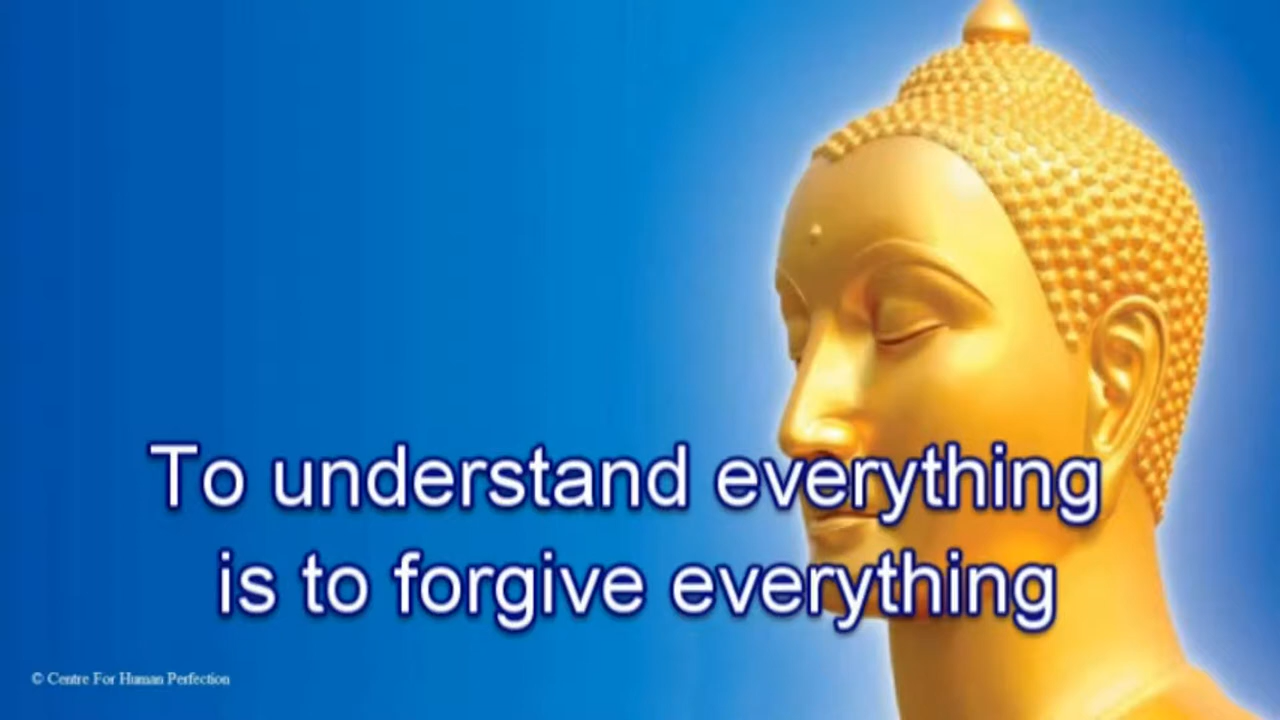 To understand everything
is to forgive everything
© Centre For Human Perfection